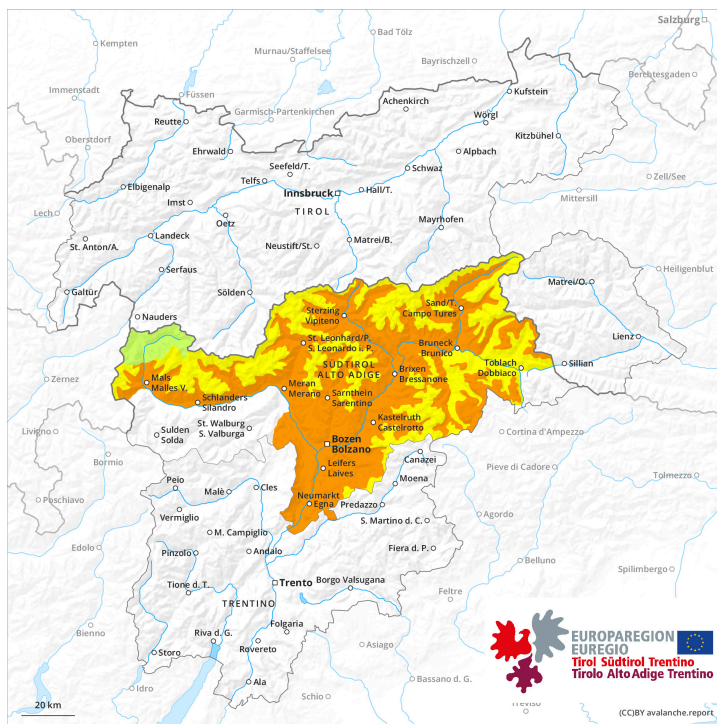 Salzburg
Kempten
Bad Tölz
Murnau/Staffelsee
Bayrischzell
Berchtesgaden
Immenstadt
Füssen
Garmisch-Partenkirchen
Achenkirch
Kufstein
Reutte
Wörgl
Oberstdorf
Ehrwald
Kitzbühel
Seefeld/T.
Alpbach
Schwaz
Telfs
Zell/See
Elbigenalp
Innsbruck
Hall/T.
Mittersill
Imst
TIROL
Lech
Oetz
Mayrhofen
St. Anton/A.
Landeck
Neustift/St.
Matrei/B.
Serfaus
Heiligenblut
Matrei/O.
Galtür
Sölden
Sand/T.
Campo Tures
Nauders
Sterzing
Vipiteno
Lienz
St. Leonhard/P.
S. Leonardo i. P.
Bruneck
Brunico
Toblach
Dobbiaco
Sillian
SÜDTIROL
ALTO ADIGE
Brixen
Bressanone
Zernez
Mals
Malles V.
Meran
Merano
Schlanders
Silandro
Sarnthein
Sarentino
St. Walburg
S. Valburga
Kastelruth
Castelrotto
Livigno
Sulden
Solda
Cortina d'Ampezzo
Bozen
Bolzano
Canazei
Bormio
Pieve di Cadore
Leifers
Laives
Tolmezzo
Poschiavo
Peio
Cles
Moena
Malè
Neumarkt
Egna
Predazzo
Agordo
Vermiglio
S. Martino d. C.
M. Campiglio
Edolo
Pinzolo
Andalo
Fiera d. P.
Belluno
Spilimbergo
Tione d. T.
Trento
Borgo Valsugana
Feltre
TRENTINO
Bienno
Folgaria
Riva d. G.
Rovereto
Storo
Asiago
Ala
Idro
Schio
Bassano d. G.
Treviso
EUROPAREGION
EUREGIO
Tirol Südtirol Trentino
Tirolo Alto Adige Trentino
20 km
(CC)BY avalanche.report